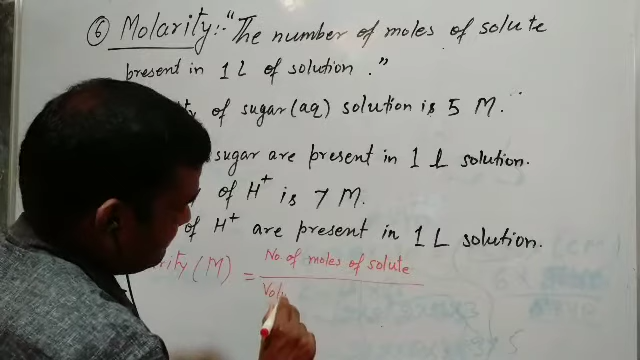 ⑥ Molarity:- "The number of moles of solute
present in 1 L of solution."
of sugar (aq) solution is 5 M.
sugar are present in 1 L solution.
of H⁺ is 7 M.
of H⁺ are present in 1 L solution.
(M) = No of moles of solute